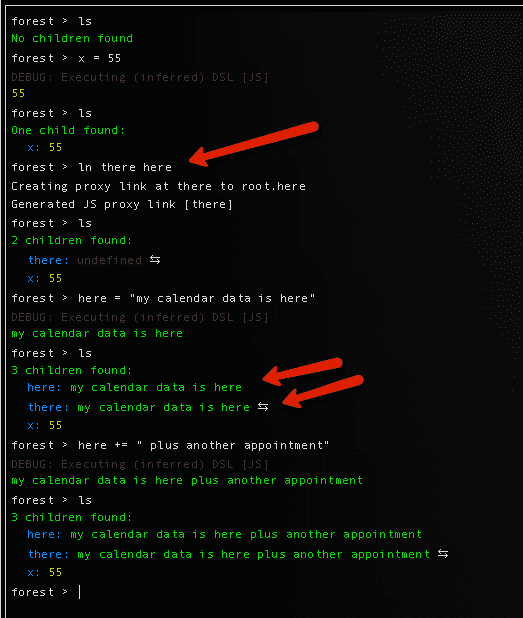 forest > ls
No children found
forest > x = 55
DEBUG: Executing (inferred) DSL [JS]
55
forest > ls
One child found:
x: 55
forest > ln there here
Creating proxy link at there to root.here
Generated JS proxy link [there]
forest > ls
2 children found:
there: undefined ⇆
x: 55
forest > here = "my calendar data is here"
DEBUG: Executing (inferred) DSL [JS]
my calendar data is here
forest > ls
3 children found:
here: my calendar data is here
there: my calendar data is here ⇆
x: 55
forest > here += " plus another appointment"
DEBUG: Executing (inferred) DSL [JS]
my calendar data is here plus another appointment
forest > ls
3 children found:
here: my calendar data is here plus another appointment
there: my calendar data is here plus another appointment ⇆
x: 55
forest >